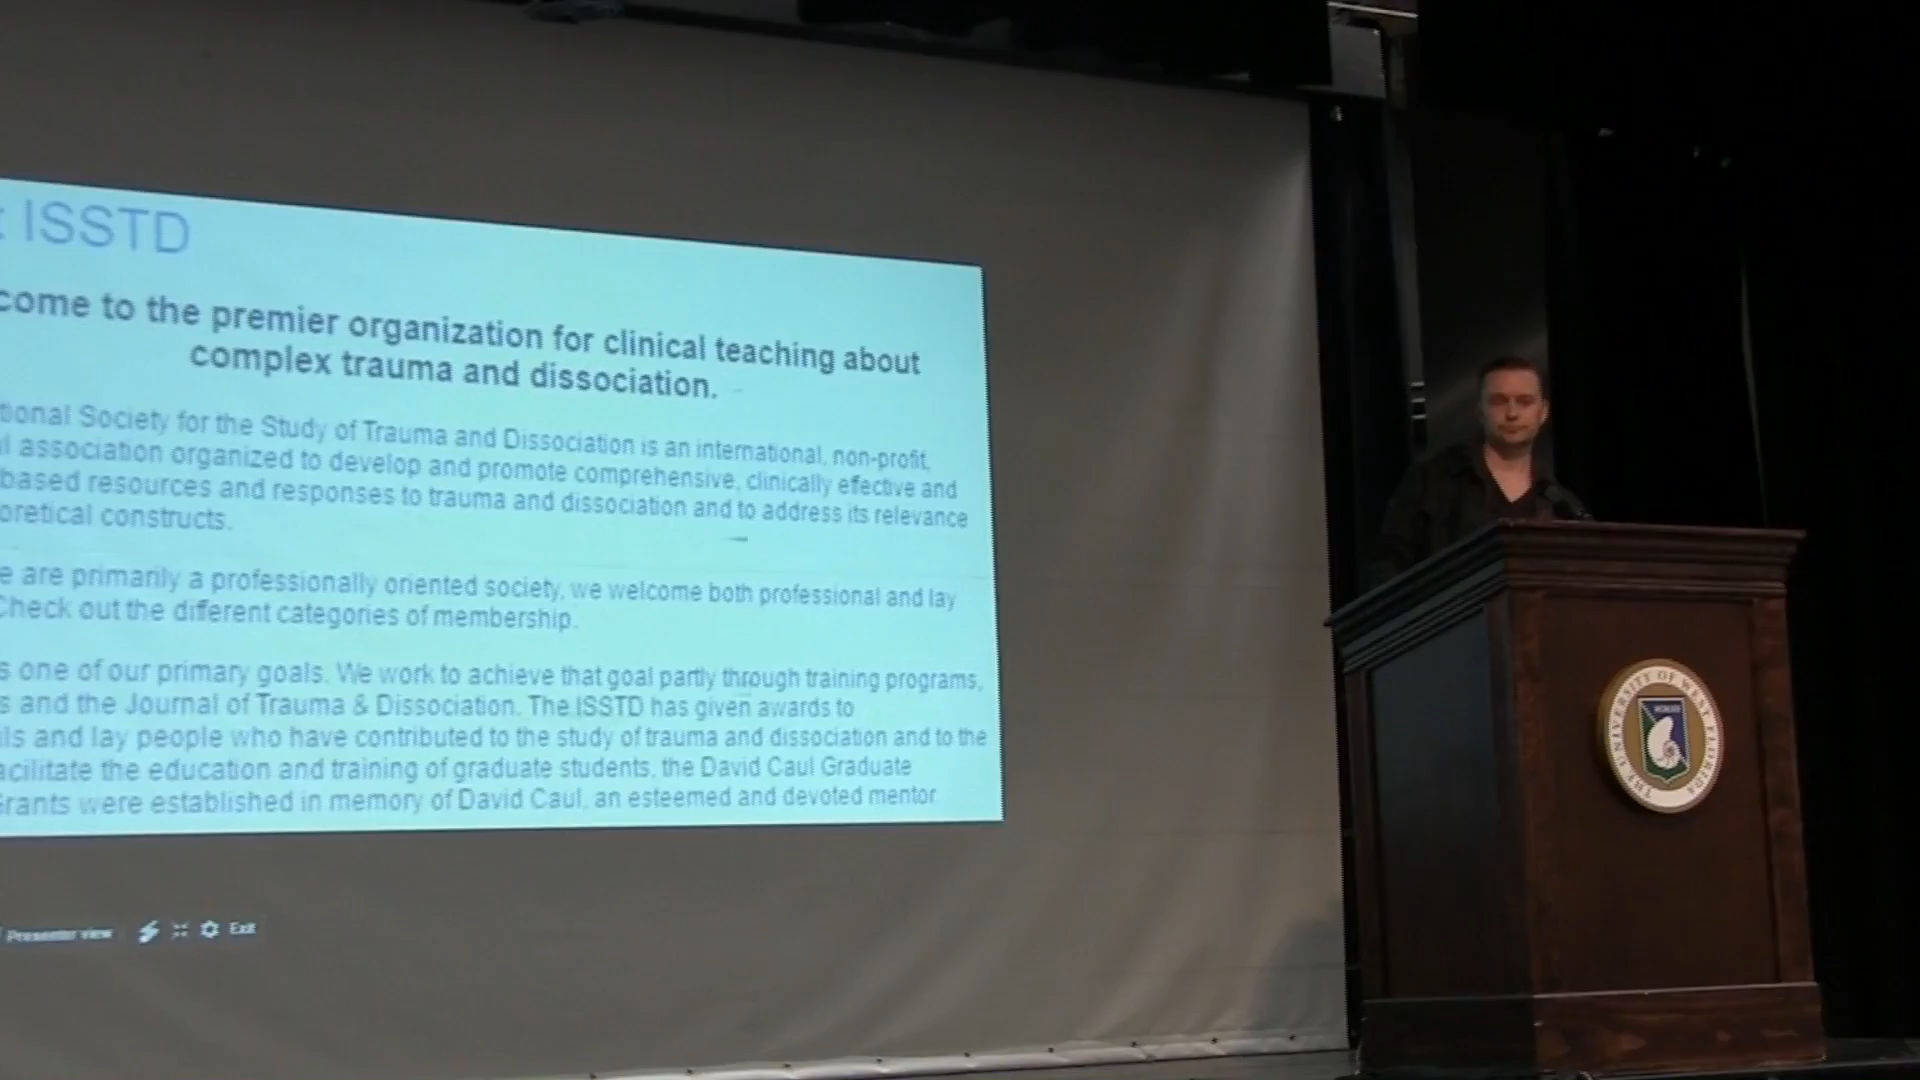 : ISSTD
come to the premier organization for clinical teaching about
complex trauma and dissociation.
tional Society for the Study of Trauma and Dissociation is an international, non-profit,
l association organized to develop and promote comprehensive, clinically effective and
based resources and responses to trauma and dissociation and to address its relevance
oretical constructs.
e are primarily a professionally oriented society, we welcome both professional and lay
Check out the different categories of membership.
s one of our primary goals. We work to achieve that goal partly through training programs,
s and the Journal of Trauma & Dissociation. The ISSTD has given awards to
ls and lay people who have contributed to the study of trauma and dissociation and to the
acilitate the education and training of graduate students, the David Caul Graduate
Grants were established in memory of David Caul, an esteemed and devoted mentor.
Presenter view Exit
THE UNIVERSITY OF WEST FLORIDA